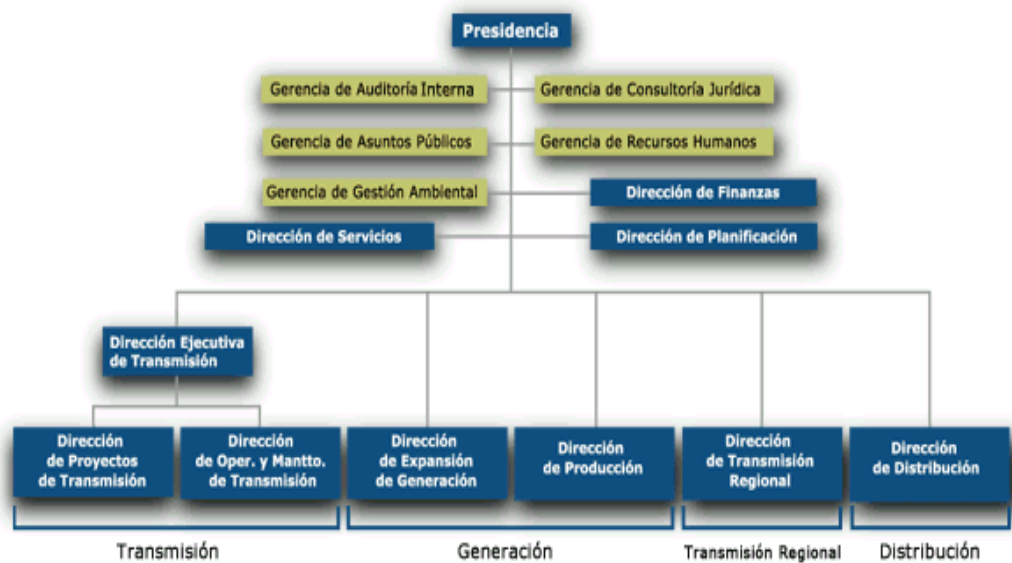 Presidencia
Gerencia de Auditoría Interna
Gerencia de Consultoría Jurídica
Gerencia de Asuntos Públicos
Gerencia de Recursos Humanos
Gerencia de Gestión Ambiental
Dirección de Finanzas
Dirección de Servicios
Dirección de Planificación
Dirección Ejecutiva
de Transmisión
Dirección
de Proyectos
de Transmisión
Dirección
de Oper. y Mantto.
de Transmisión
Dirección
de Expansión
de Generación
Dirección
de Producción
Dirección
de Transmisión
Regional
Dirección
de Distribución
Transmisión
Generación
Transmisión Regional
Distribución